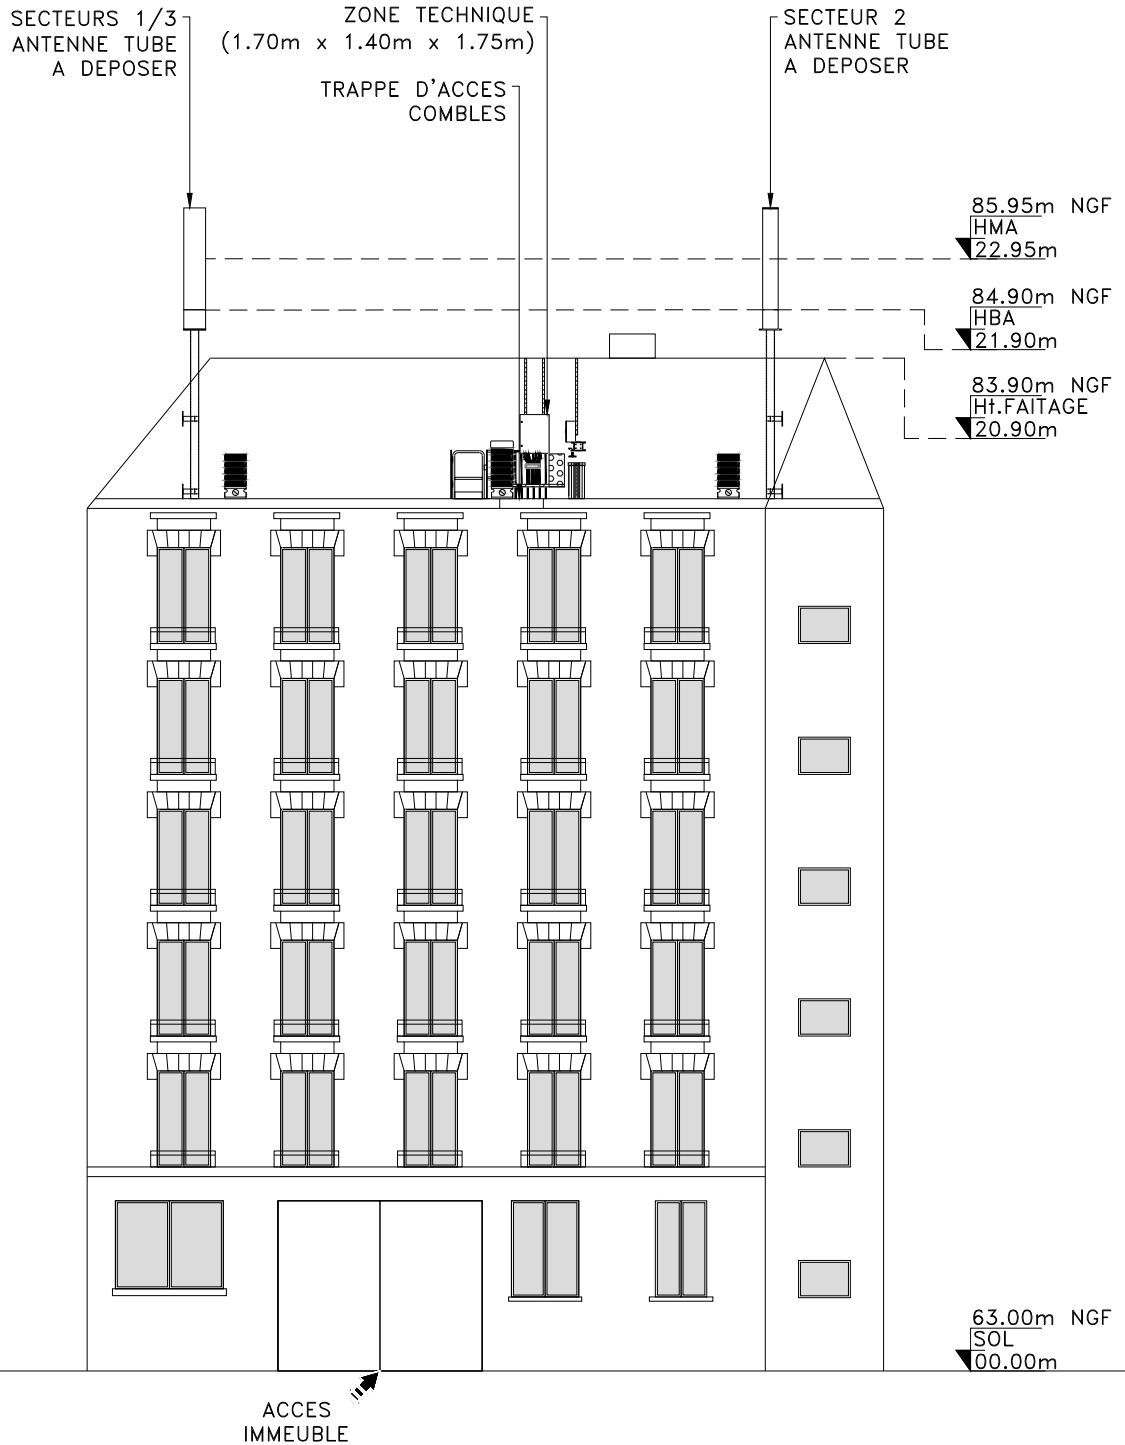 SECTEURS 1/3
ANTENNE TUBE
A DEPOSER
ZONE TECHNIQUE
(1.70m x 1.40m x 1.75m)
TRAPPE D'ACCES
COMBLES
SECTEUR 2
ANTENNE TUBE
A DEPOSER
85.95m NGF
HMA
22.95m
84.90m NGF
HBA
21.90m
83.90m NGF
Ht.FAITAGE
20.90m
63.00m NGF
SOL
00.00m
ACCES
IMMEUBLE